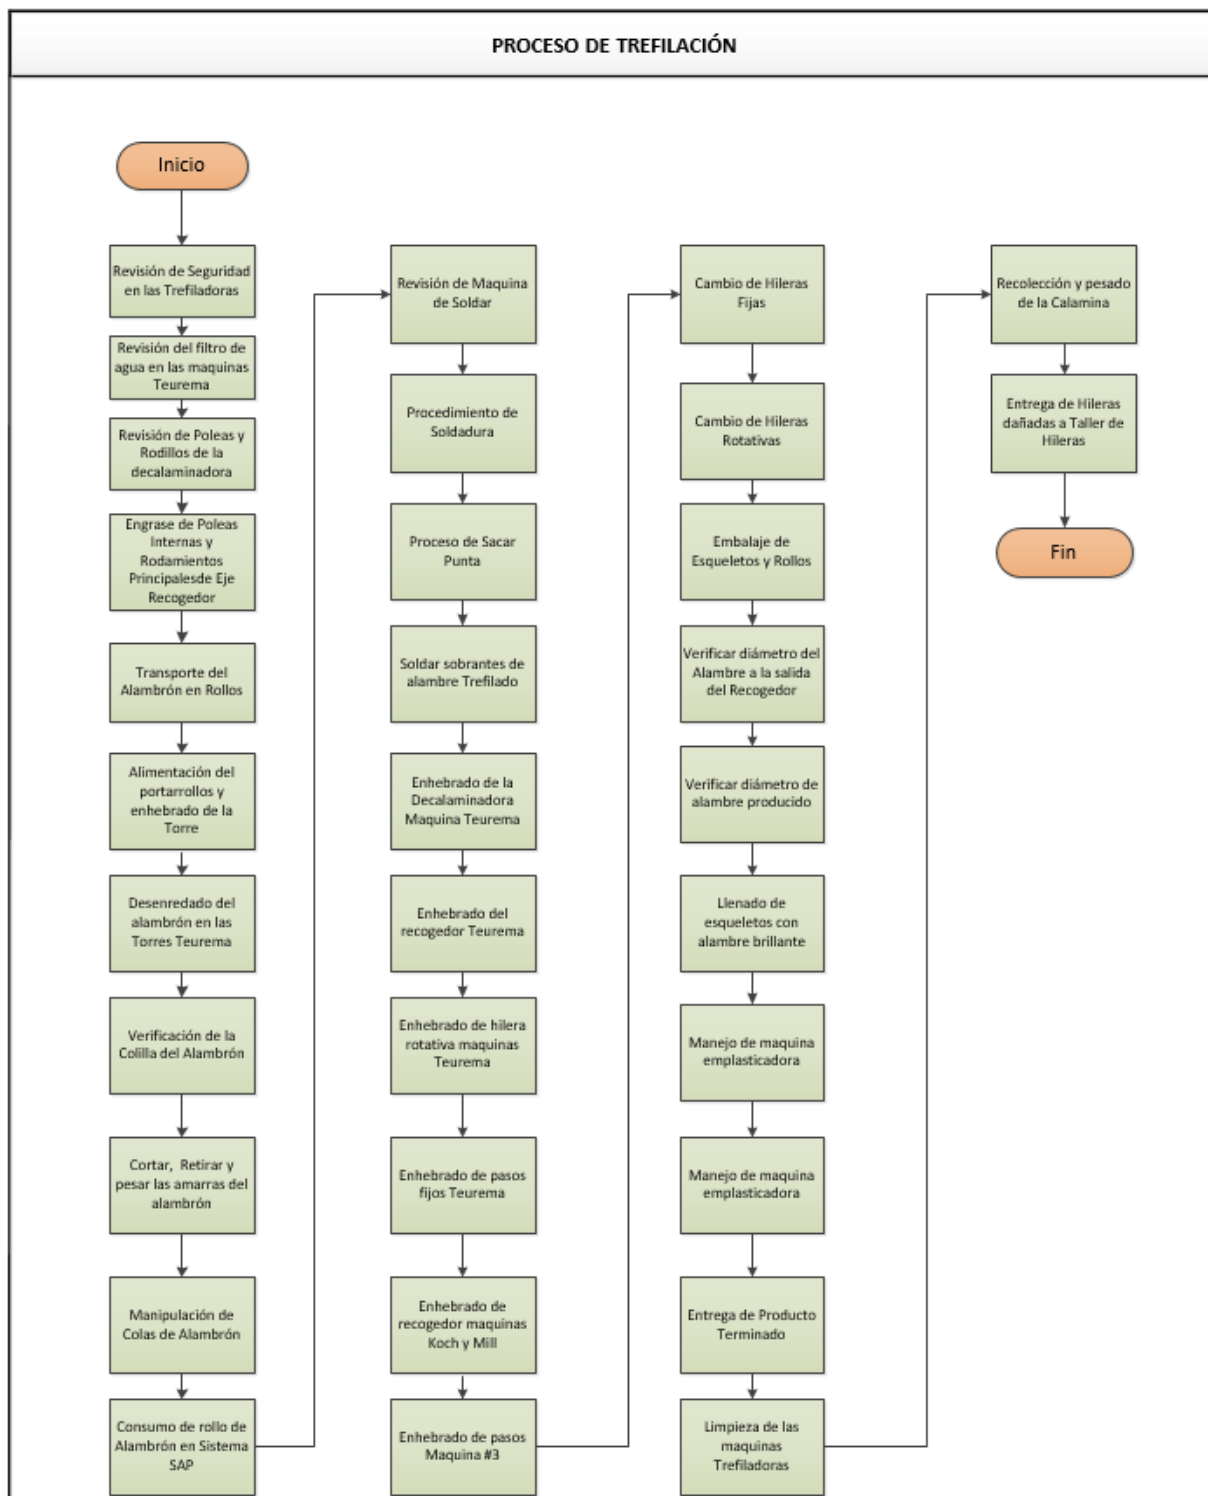 PROCESO DE TREFILACIÓN
Inicio
Revisión de Seguridad
en las Trefiladoras
Revisión del filtro de
agua en las maquinas
Teurema
Revisión de Poleas y
Rodillos de la
decalaminadora
Engrase de Poleas
Internas y
Rodamientos
Principalesde Eje
Recogedor
Transporte del
Alambrón en Rollos
Alimentación del
portarrollos y
enhebrado de la
Torre
Desenredado del
alambrón en las
Torres Teurema
Verificación de la
Colilla del Alambrón
Cortar, Retirar y
pesar las amarras del
alambrón
Manipulación de
Colas de Alambrón
Consumo de rollo de
Alambrón en Sistema
SAP
Revisión de Maquina
de Soldar
Procedimiento de
Soldadura
Proceso de Sacar
Punta
Soldar sobrantes de
alambre Trefilado
Enhebrado de la
Decalaminadora
Maquina Teurema
Enhebrado del
recogedor Teurema
Enhebrado de hilera
rotativa maquinas
Teurema
Enhebrado de pasos
fijos Teurema
Enhebrado de
recogedor maquinas
Koch y Mill
Enhebrado de pasos
Maquina #3
Cambio de Hileras
Fijas
Cambio de Hileras
Rotativas
Embalaje de
Esqueletos y Rollos
Verificar diámetro del
Alambre a la salida
del Recogedor
Verificar diámetro de
alambre producido
Llenado de
esqueletos con
alambre brillante
Manejo de maquina
emplasticadora
Manejo de maquina
emplasticadora
Entrega de Producto
Terminado
Limpieza de las
maquinas
Trefiladoras
Recolección y pesado
de la Calamina
Entrega de Hileras
dañadas a Taller de
Hileras
Fin